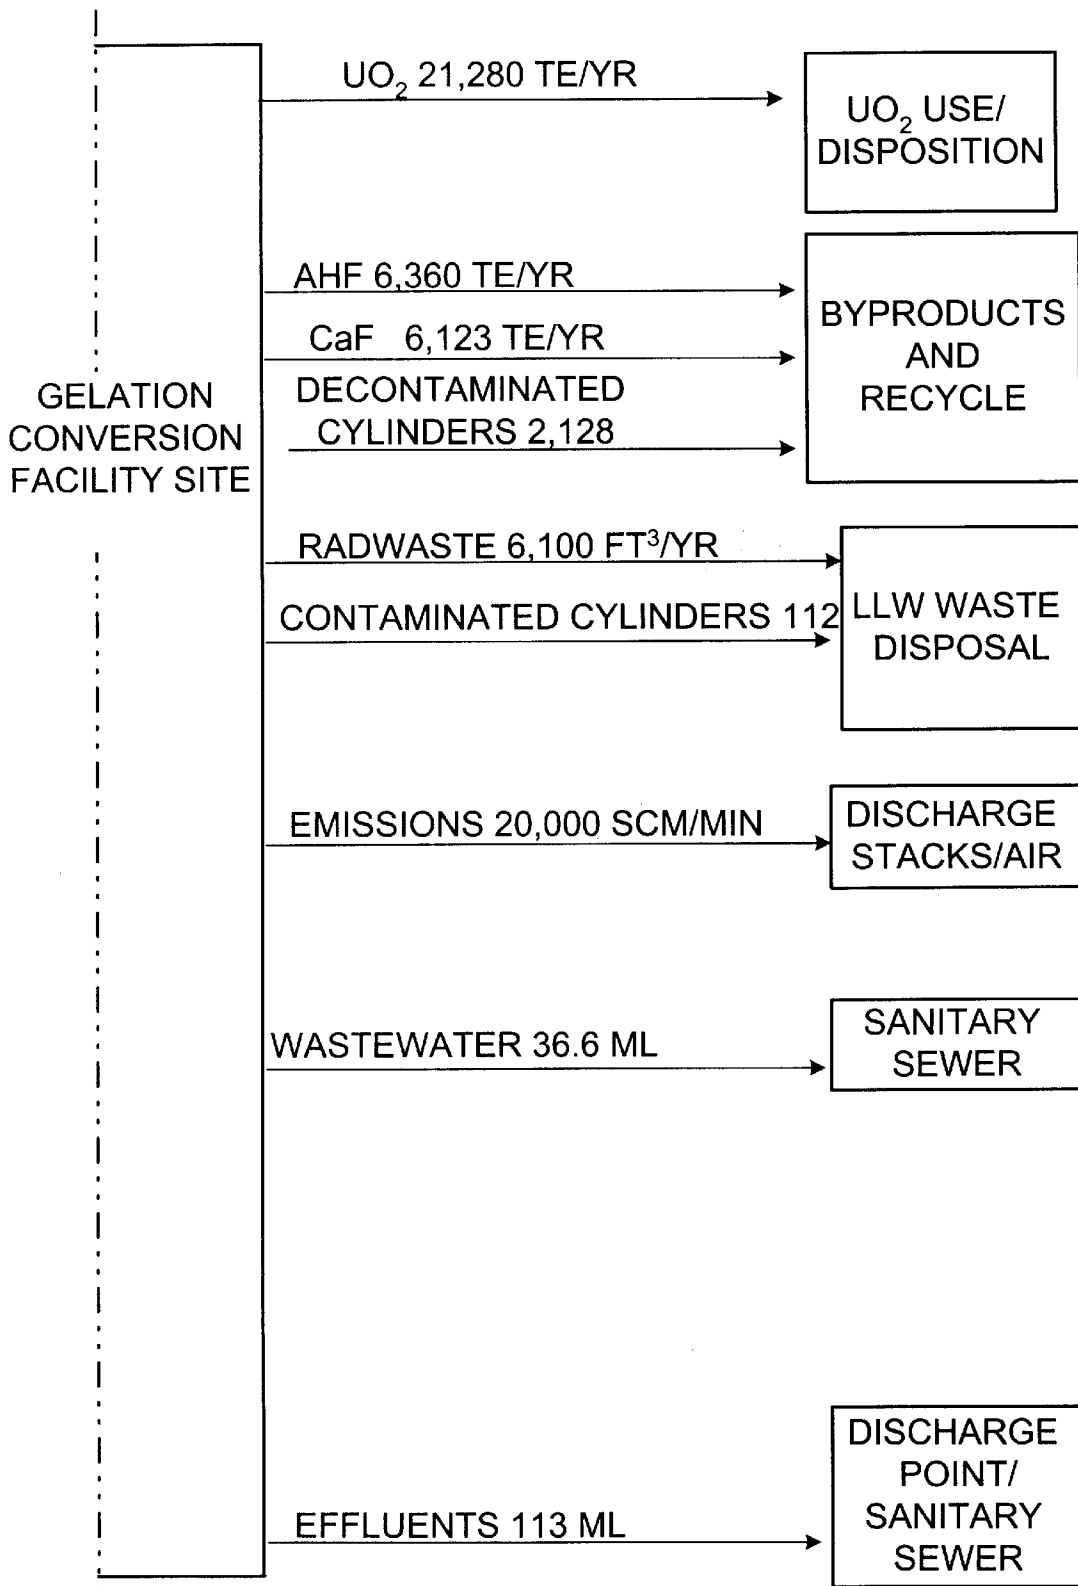 UO₂ 21,280 TE/YR
UO₂ USE/
DISPOSITION
AHF 6,360 TE/YR
CaF 6,123 TE/YR
DECONTAMINATED
CYLINDERS 2,128
BYPRODUCTS
AND
RECYCLE
GELATION
CONVERSION
FACILITY SITE
RADWASTE 6,100 FT³/YR
CONTAMINATED CYLINDERS 112
LLW WASTE
DISPOSAL
EMISSIONS 20,000 SCM/MIN
DISCHARGE
STACKS/AIR
WASTEWATER 36.6 ML
SANITARY
SEWER
EFFLUENTS 113 ML
DISCHARGE
POINT/
SANITARY
SEWER